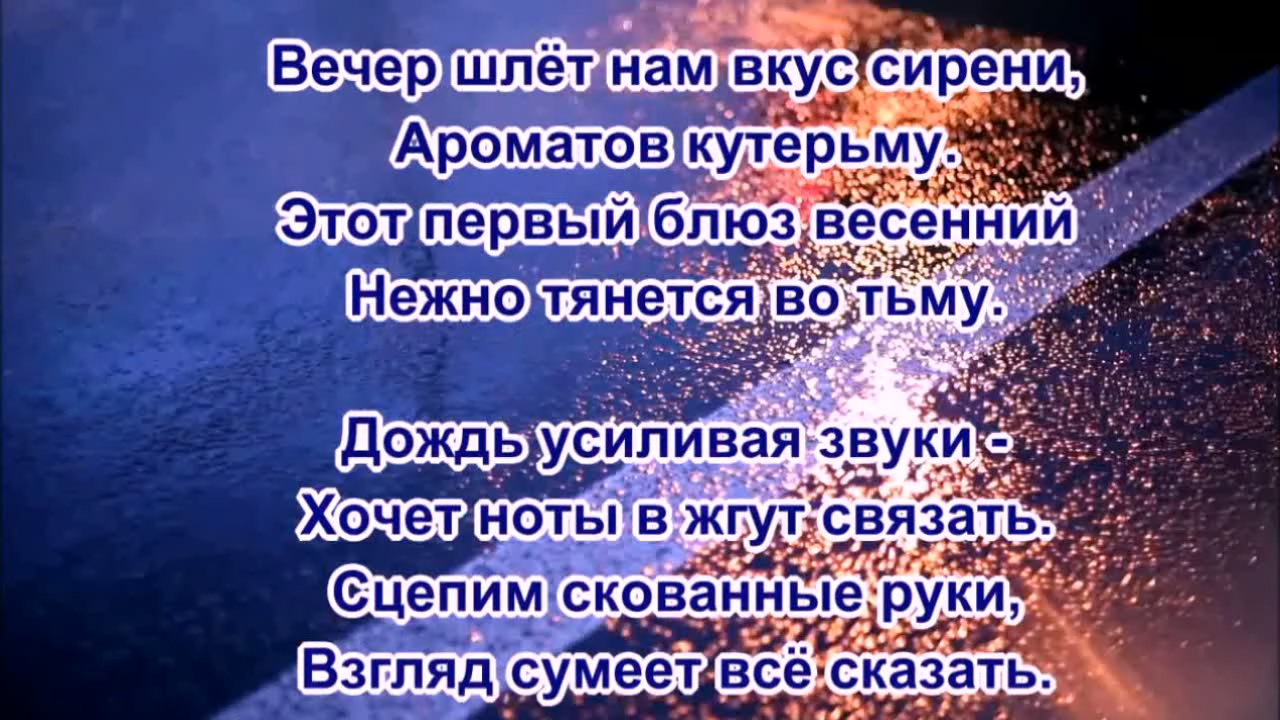 Вечер шлёт нам вкус сирени,
Ароматов кутерьму.
Этот первый блюз весенний
Нежно тянется во тьму.
Дождь усиливая звуки -
Хочет ноты в жгут связать.
Сцепим скованные руки,
Взгляд сумеет всё сказать.